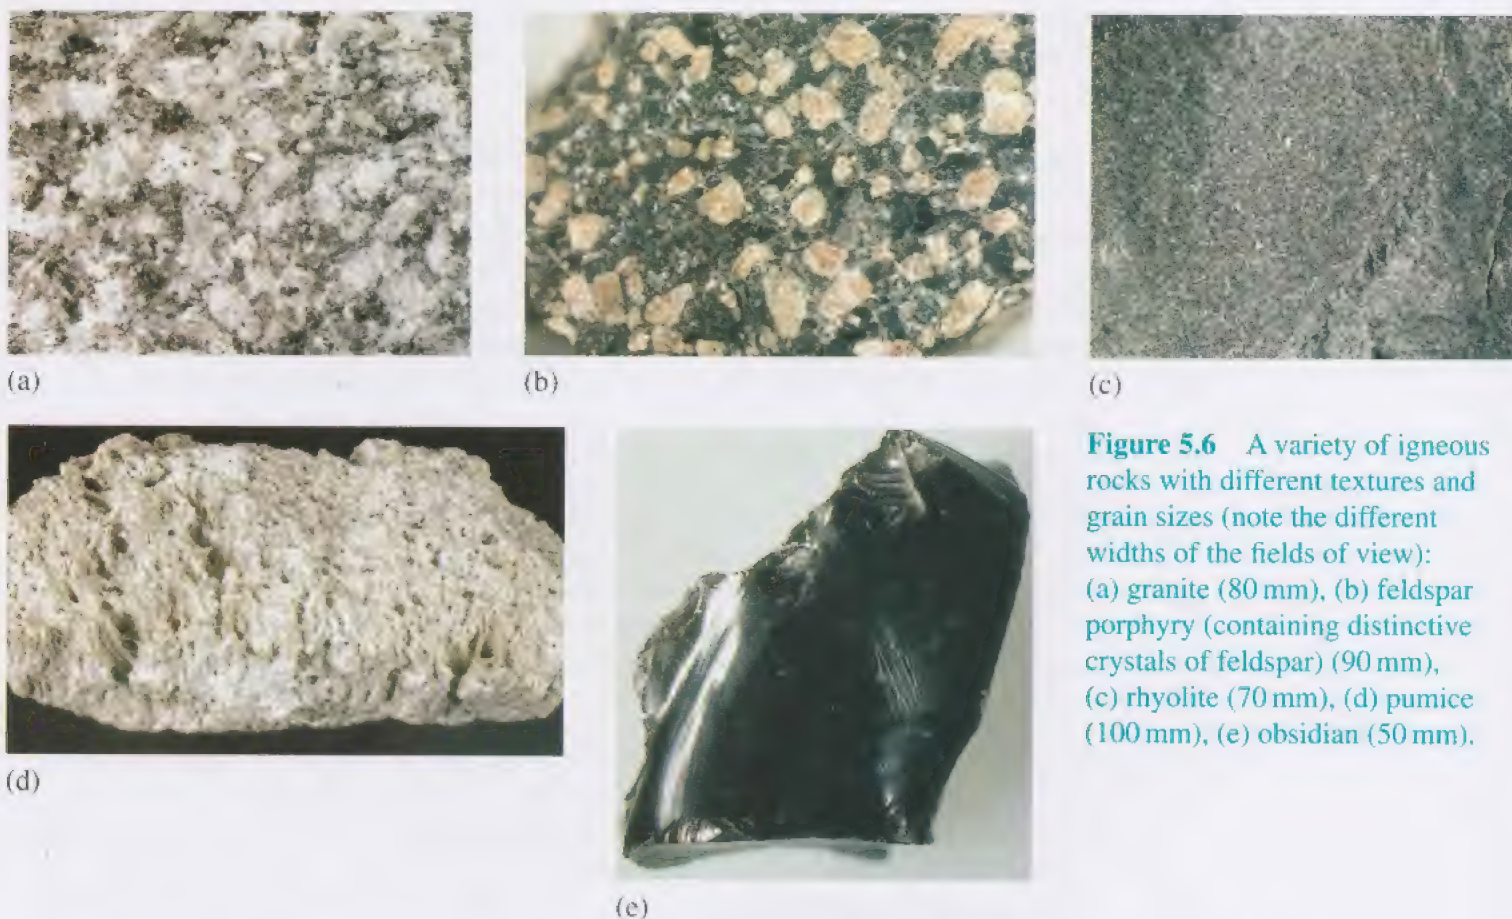 (a)
(b)
(c)
(d)
(e)
Figure 5.6 A variety of igneous
rocks with different textures and
grain sizes (note the different
widths of the fields of view):
(a) granite (80 mm), (b) feldspar
porphyry (containing distinctive
crystals of feldspar) (90 mm),
(c) rhyolite (70 mm), (d) pumice
(100 mm), (e) obsidian (50 mm).